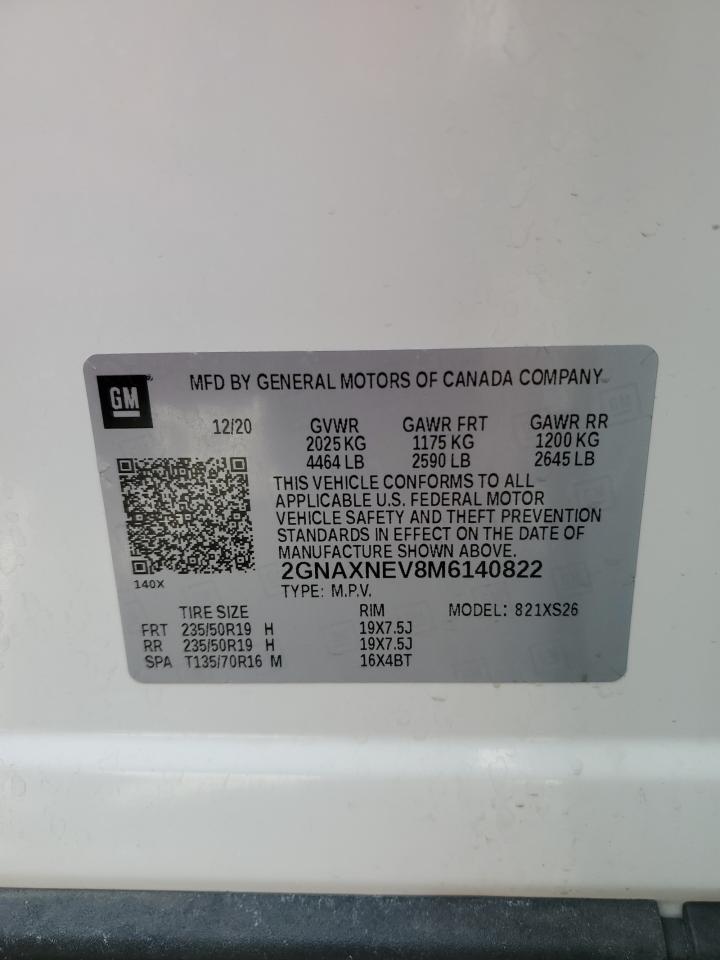 GM
MFD BY GENERAL MOTORS OF CANADA COMPANY
12/20 GVWR GAWR FRT GAWR RR
2025 KG 1175 KG 1200 KG
4464 LB 2590 LB 2645 LB
THIS VEHICLE CONFORMS TO ALL
APPLICABLE U.S. FEDERAL MOTOR
VEHICLE SAFETY AND THEFT PREVENTION
STANDARDS IN EFFECT ON THE DATE OF
MANUFACTURE SHOWN ABOVE.
2GNAXNEV8M6140822
140X
TYPE: M.P.V.
TIRE SIZE RIM MODEL: 821XS26
FRT 235/50R19 H 19X7.5J
RR 235/50R19 H 19X7.5J
SPA T135/70R16 M 16X4BT